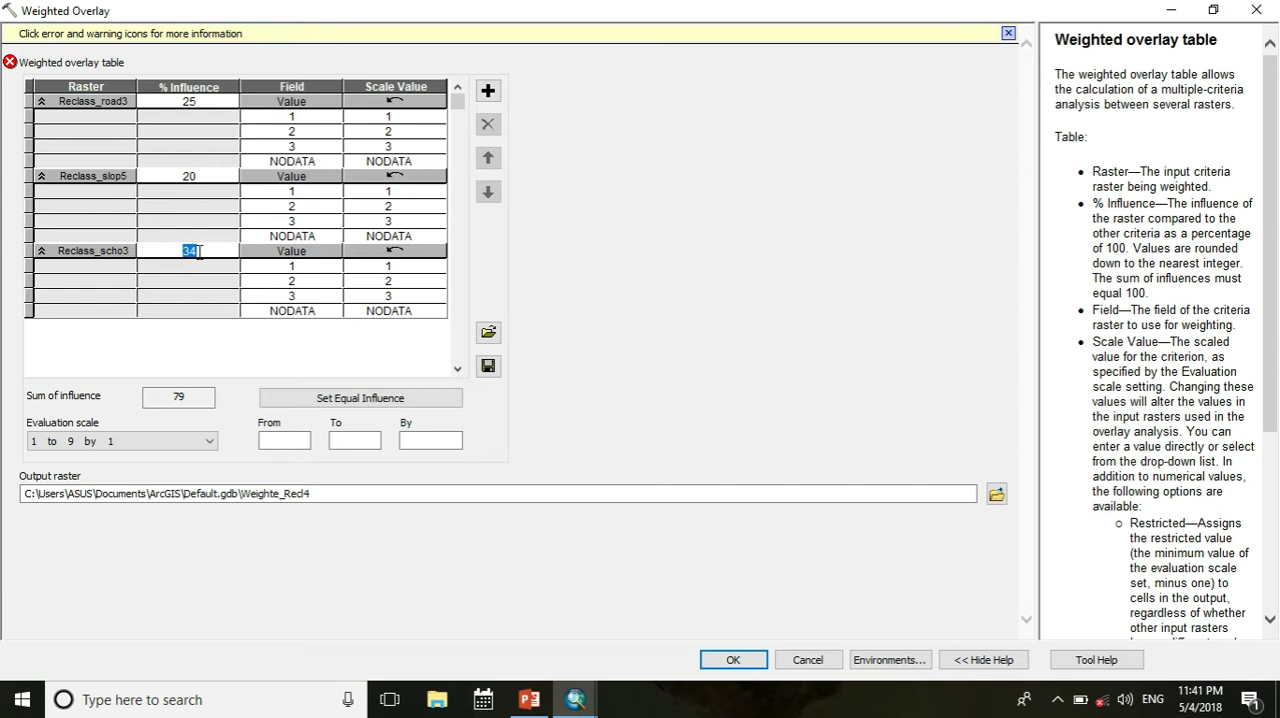 Weighted Overlay
Click error and warning icons for more information
Weighted overlay table
Raster % Influence Field Scale Value
Reclass_road3 25 Value
1 1
2 2
3 3
NODATA NODATA
Reclass_slop5 20 Value
1 1
2 2
3 3
NODATA NODATA
Reclass_scho3 34 Value
1 1
2 2
3 3
NODATA NODATA
Sum of influence 79 Set Equal Influence
Evaluation scale From To By
1 to 9 by 1
Output raster
C:\Users\ASUS\Documents\ArcGIS\Default.gdb\Weighte_Recl4
Weighted overlay table
The weighted overlay table allows
the calculation of a multiple-criteria
analysis between several rasters.
Table:
Raster—The input criteria
raster being weighted.
% Influence—The influence of
the raster compared to the
other criteria as a percentage
of 100. Values are rounded
down to the nearest integer.
The sum of influences must
equal 100.
Field—The field of the criteria
raster to use for weighting.
Scale Value—The scaled
value for the criterion, as
specified by the Evaluation
scale setting. Changing these
values will alter the values in
the input rasters used in the
overlay analysis. You can
enter a value directly or select
from the drop-down list. In
addition to numerical values,
the following options are
available:
Restricted—Assigns
the restricted value
(the minimum value of
the evaluation scale
set, minus one) to
cells in the output,
regardless of whether
other input rasters
OK Cancel Environments... << Hide Help Tool Help
Type here to search
ENG
11:41 PM
5/4/2018
1